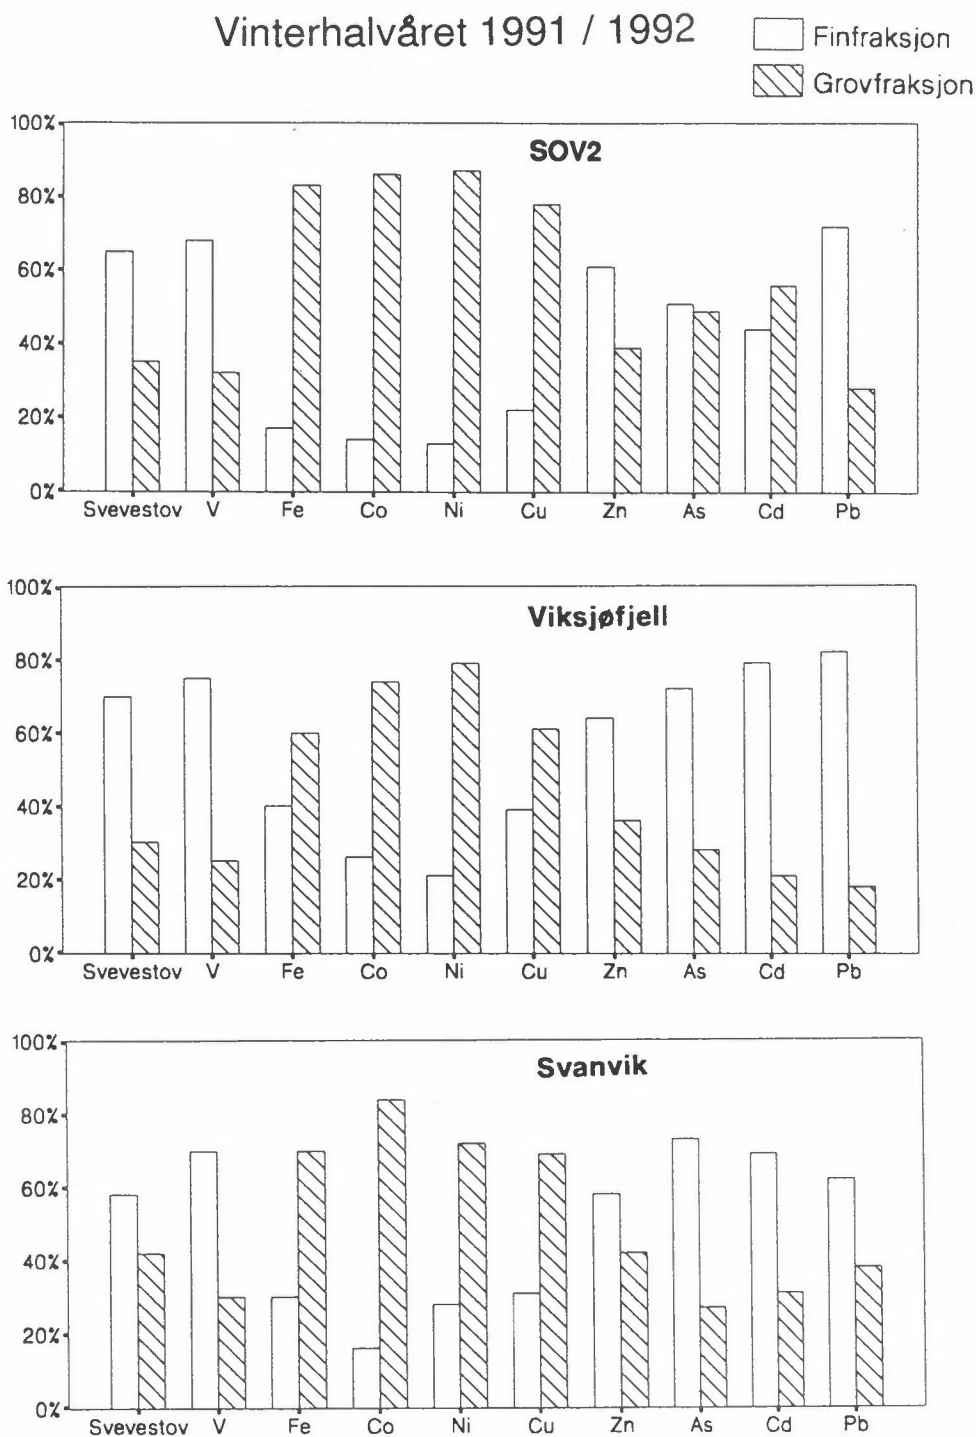 Vinterhalvåret 1991 / 1992
Finfraksjon
Grovfraksjon
SOV2
100%
80%
60%
40%
20%
0%
Svevestov V Fe Co Ni Cu Zn As Cd Pb
Viksjøfjell
100%
80%
60%
40%
20%
0%
Svevestov V Fe Co Ni Cu Zn As Cd Pb
Svanvik
100%
80%
60%
40%
20%
0%
Svevestov V Fe Co Ni Cu Zn As Cd Pb